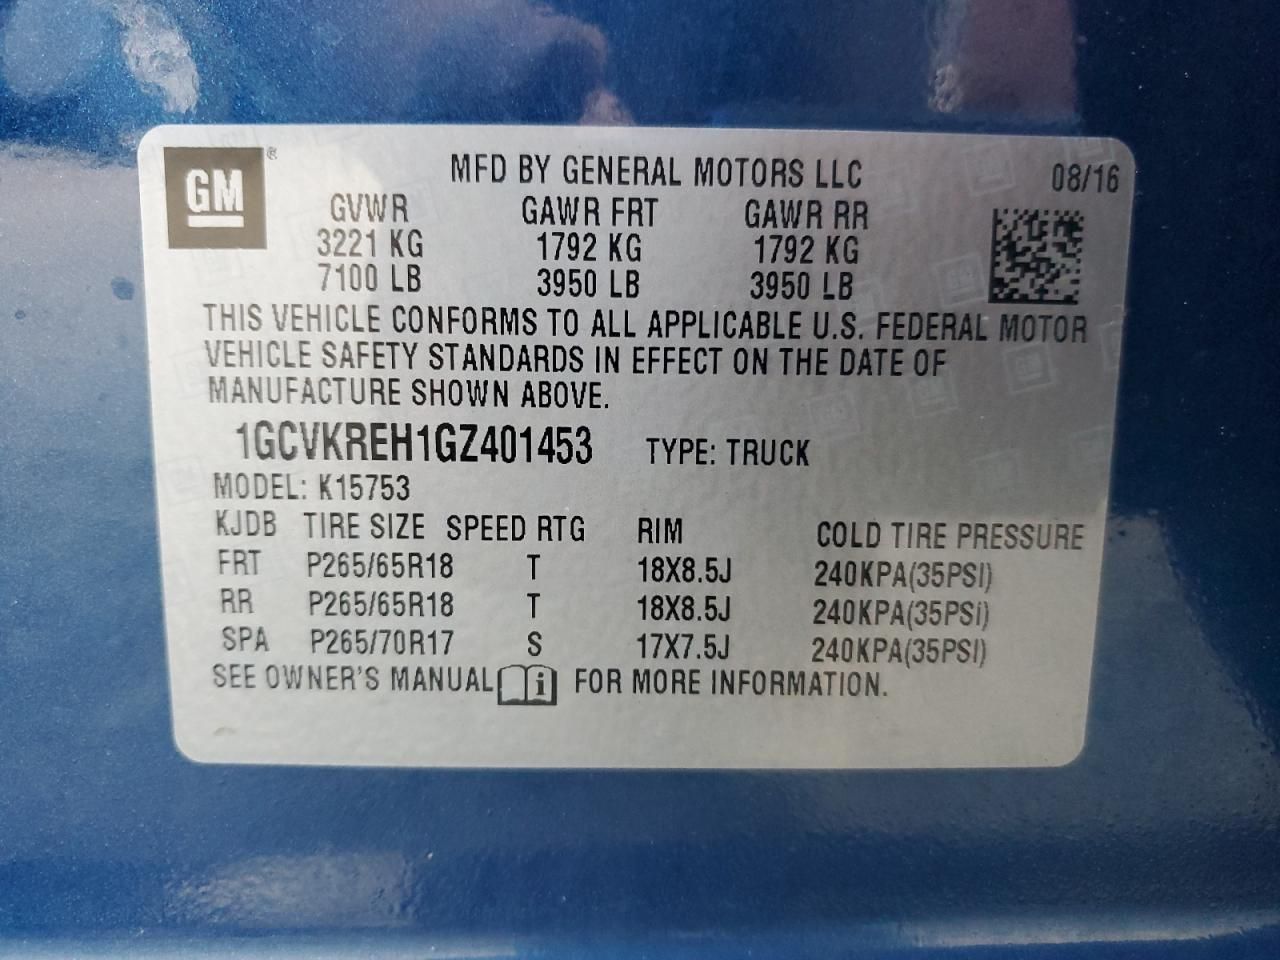 GM ®
MFD BY GENERAL MOTORS LLC 08/16
GVWR GAWR FRT GAWR RR
3221 KG 1792 KG 1792 KG
7100 LB 3950 LB 3950 LB
THIS VEHICLE CONFORMS TO ALL APPLICABLE U.S. FEDERAL MOTOR
VEHICLE SAFETY STANDARDS IN EFFECT ON THE DATE OF
MANUFACTURE SHOWN ABOVE.
1GCVKREH1GZ401453 TYPE: TRUCK
MODEL: K15753
KJDB TIRE SIZE SPEED RTG RIM COLD TIRE PRESSURE
FRT P265/65R18 T 18X8.5J 240KPA(35PSI)
RR P265/65R18 T 18X8.5J 240KPA(35PSI)
SPA P265/70R17 S 17X7.5J 240KPA(35PSI)
SEE OWNER'S MANUAL i FOR MORE INFORMATION.